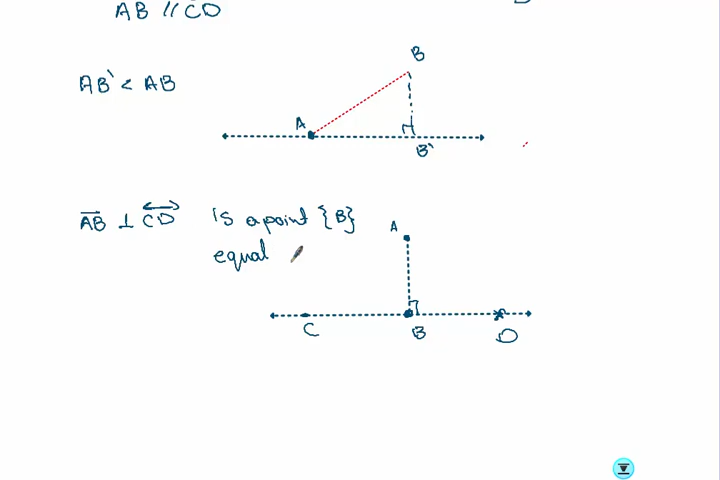 AB // CD
AB' < AB
B
A
B'
AB ⊥ CD is a point {B}
equal
A
C
B
D